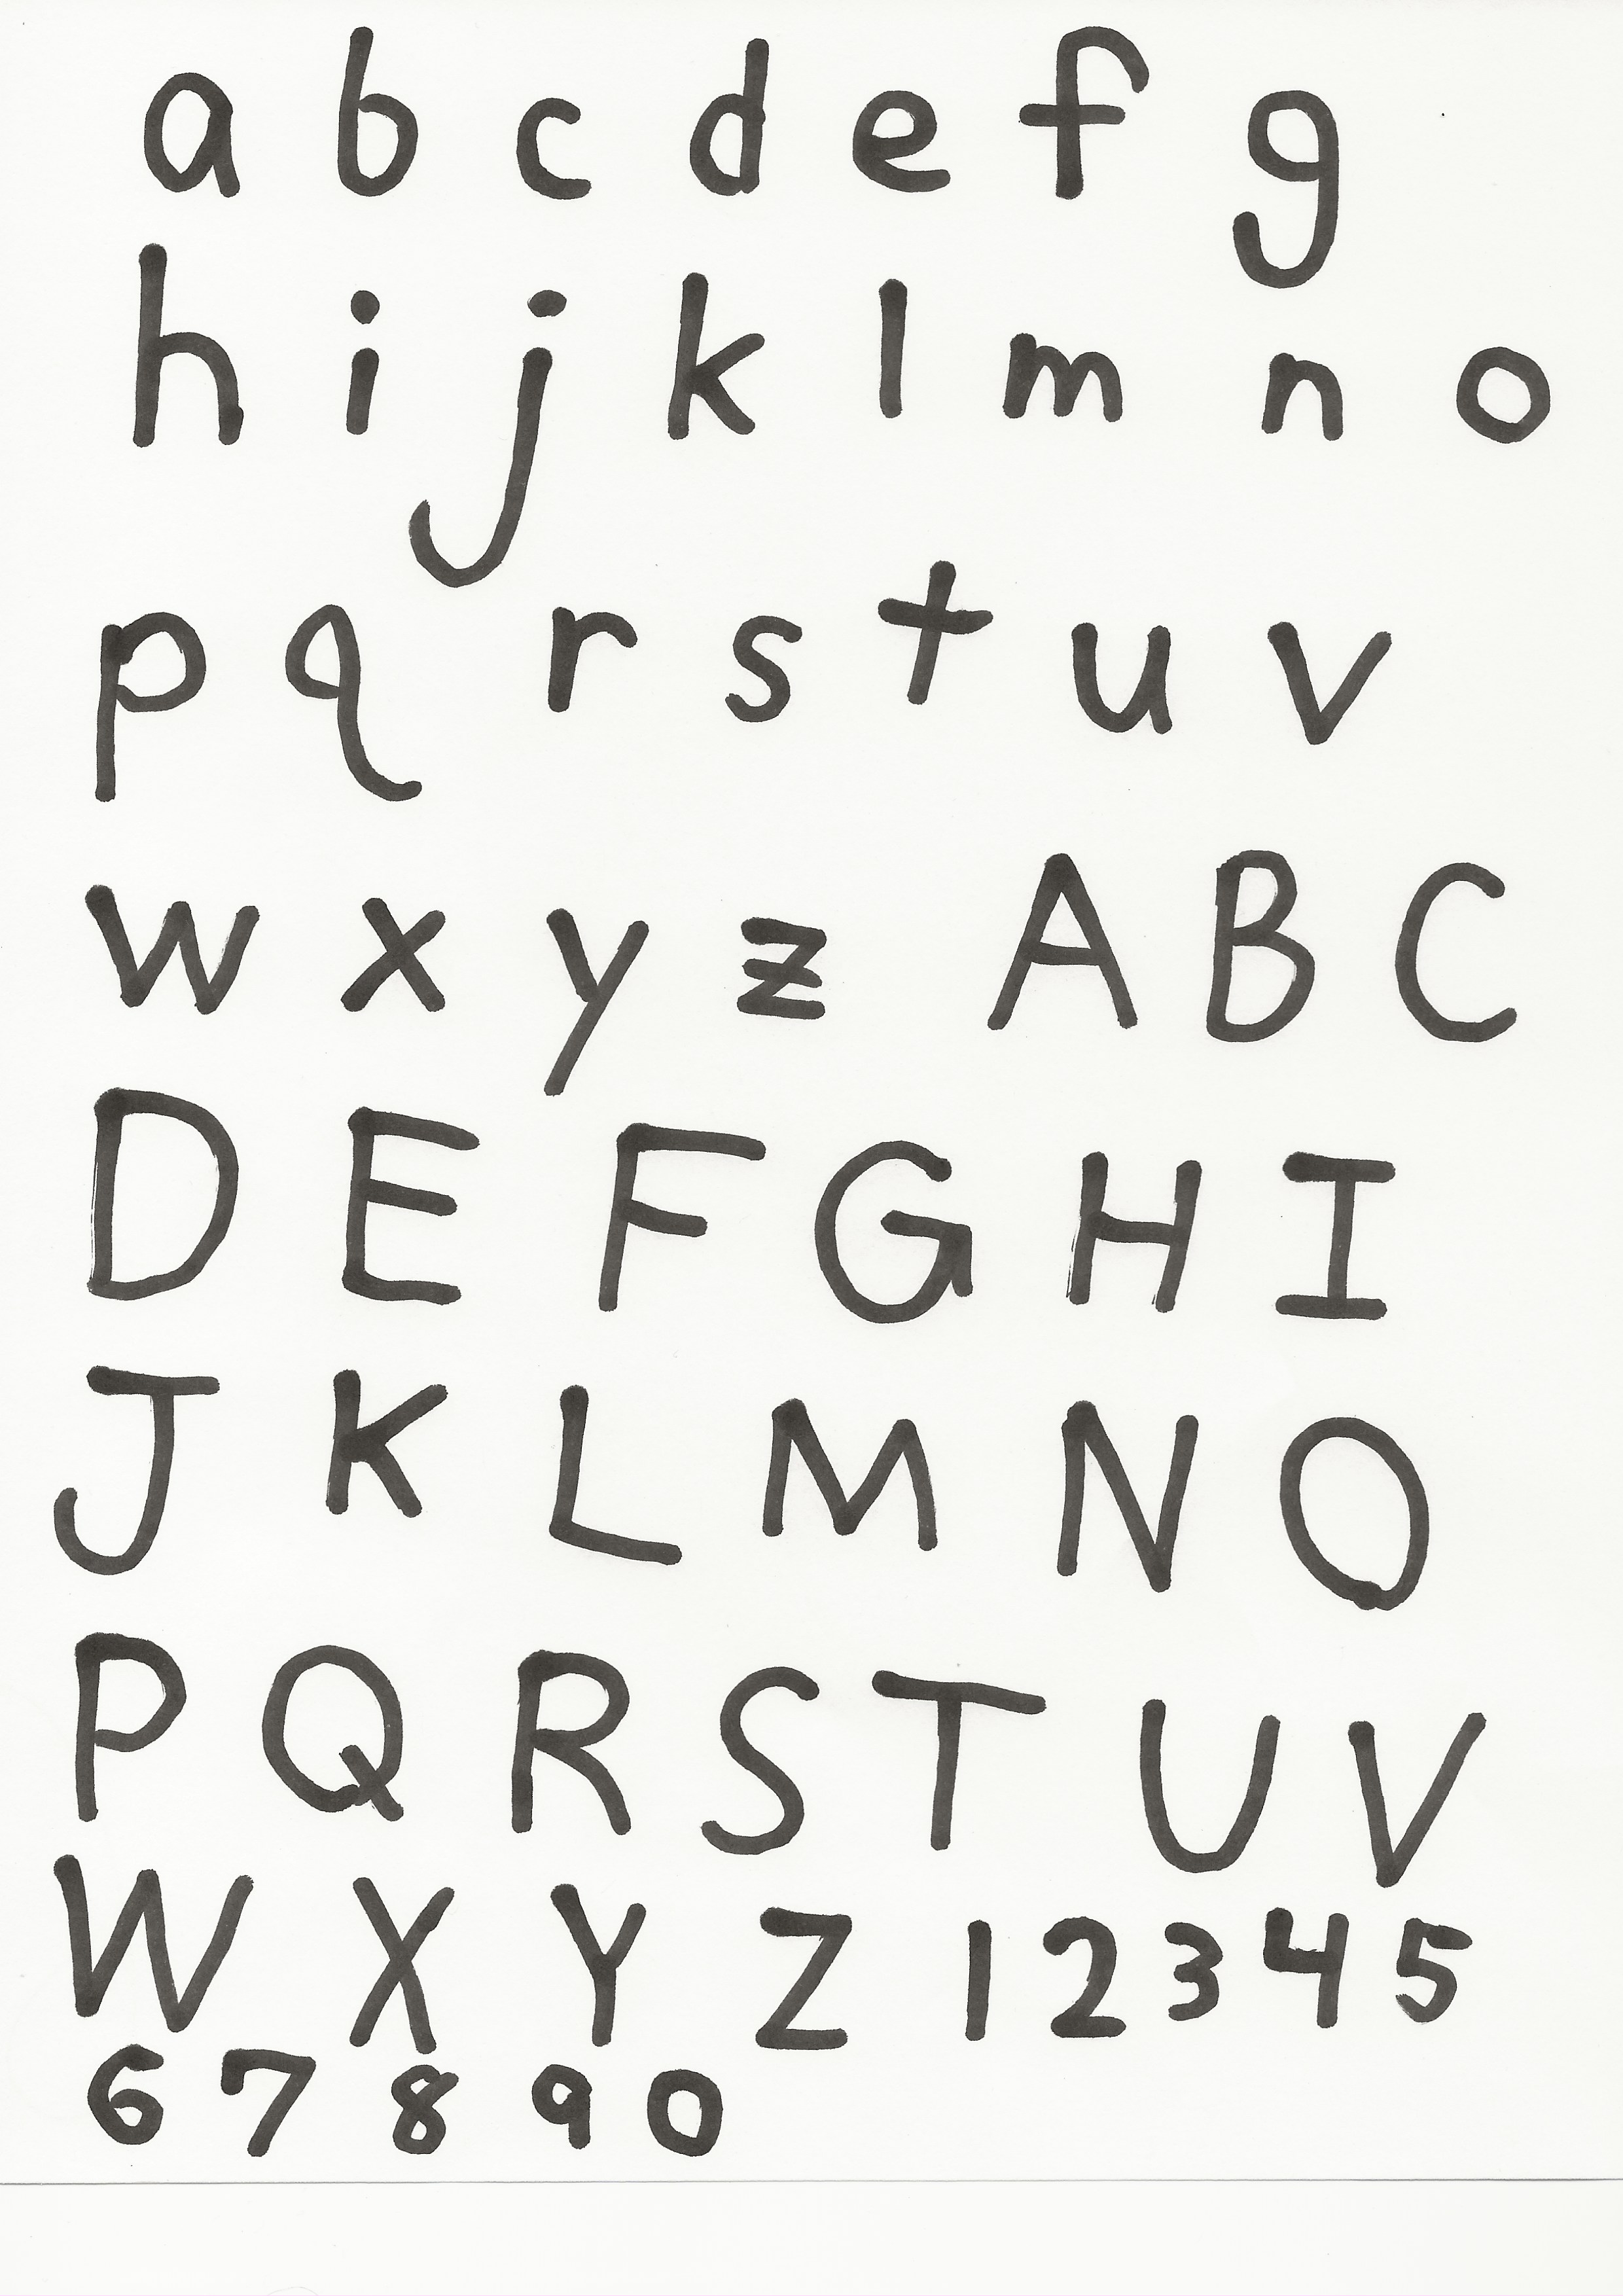 a b c d e f g
h i j k l m n o
p q r s t u v
w x y z A B C
D E F G H I
J K L M N O
P Q R S T U V
W X Y Z 1 2 3 4 5
6 7 8 9 0